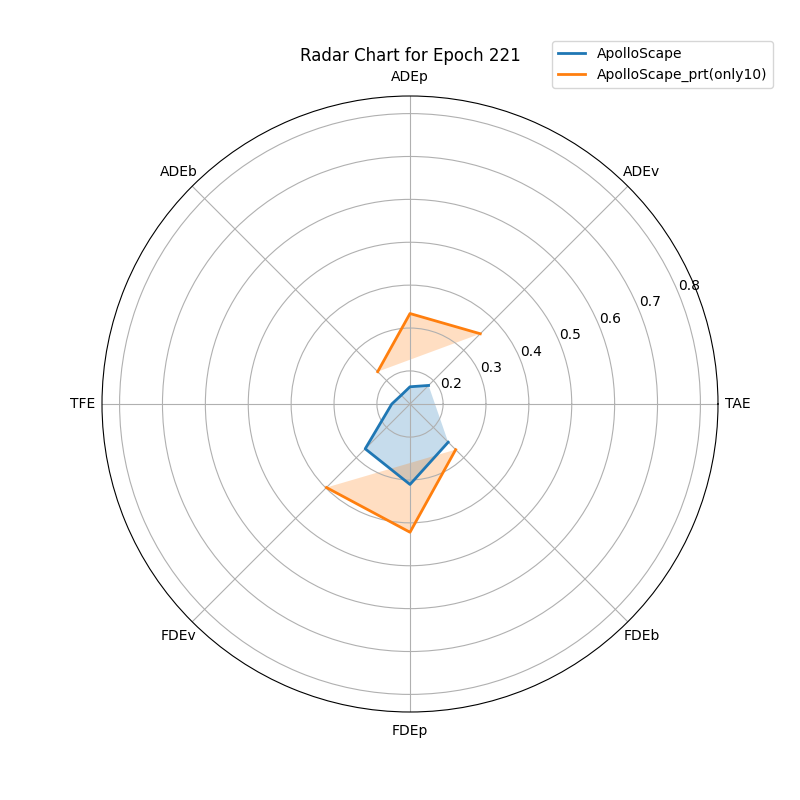 Radar Chart for Epoch 221
ApolloScape
ApolloScape_prt(only10)
ADEp
ADEb
ADEv
0.8
0.7
0.6
0.5
0.4
0.3
0.2
TFE
TAE
FDEv
FDEb
FDEp